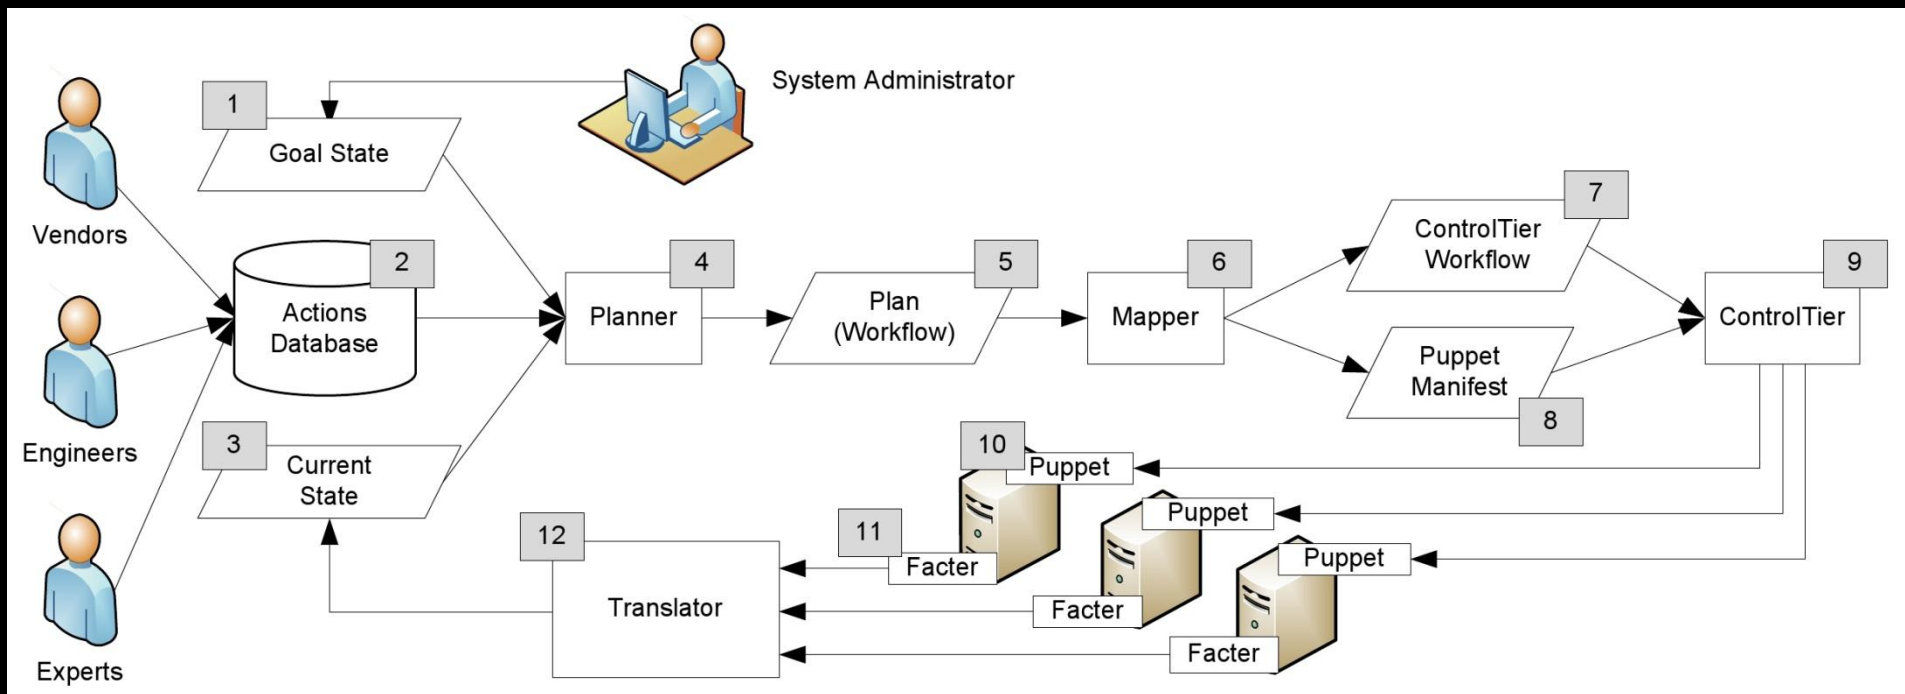 System Administrator
1
Goal State
Vendors
2
Actions
Database
Engineers
3
Current
State
Experts
4
Planner
5
Plan
(Workflow)
6
Mapper
7
ControlTier
Workflow
8
Puppet
Manifest
9
ControlTier
10
Puppet
Puppet
Puppet
11
Facter
Facter
Facter
12
Translator